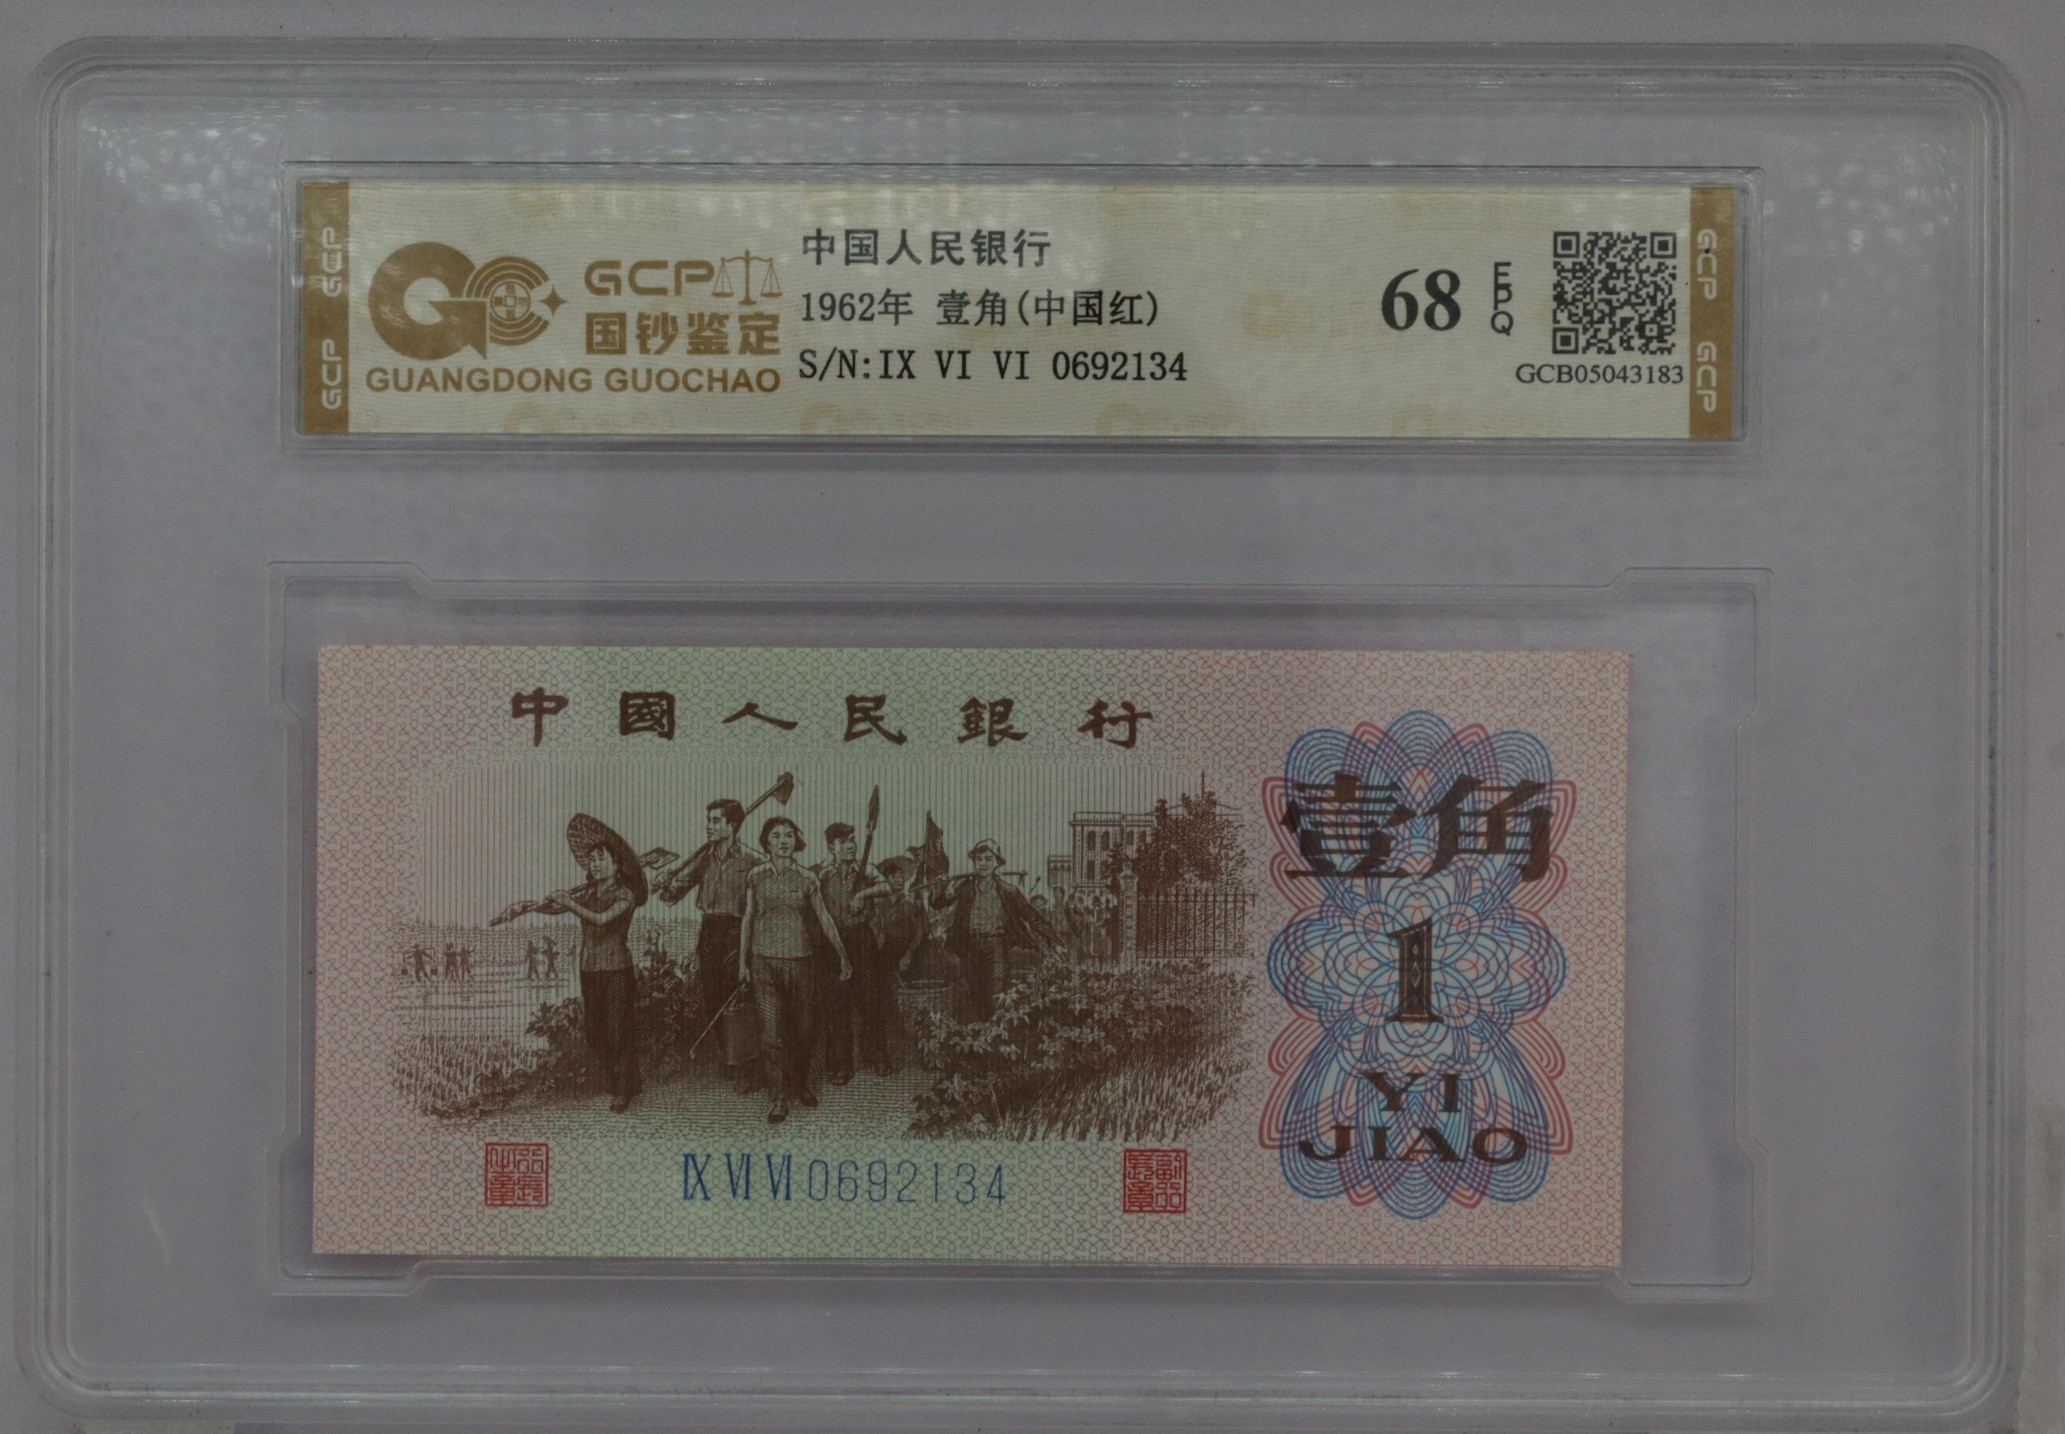 GCP
GCP
GCP
国钞鉴定
GUANGDONG GUOCHAO
中国人民银行
1962年 壹角(中国红)
S/N:IX VI VI 0692134
68 EPQ
GCB05043183
GCP
GCP
中國人民銀行
壹角
1
YI
JIAO
IX VI VI 0692134